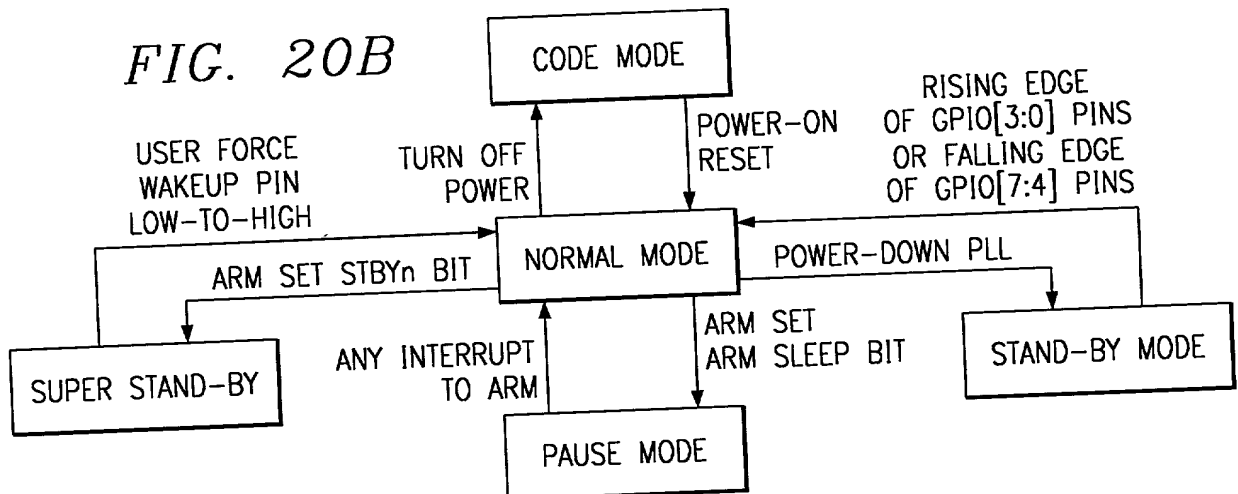 FIG. 20B
CODE MODE
RISING EDGE
OF GPIO[3:0] PINS
OR FALLING EDGE
OF GPIO[7:4] PINS
POWER-ON
RESET
TURN OFF
POWER
USER FORCE
WAKEUP PIN
LOW-TO-HIGH
NORMAL MODE
ARM SET STBYn BIT
POWER-DOWN PLL
SUPER STAND-BY
ANY INTERRUPT
TO ARM
ARM SET
ARM SLEEP BIT
STAND-BY MODE
PAUSE MODE